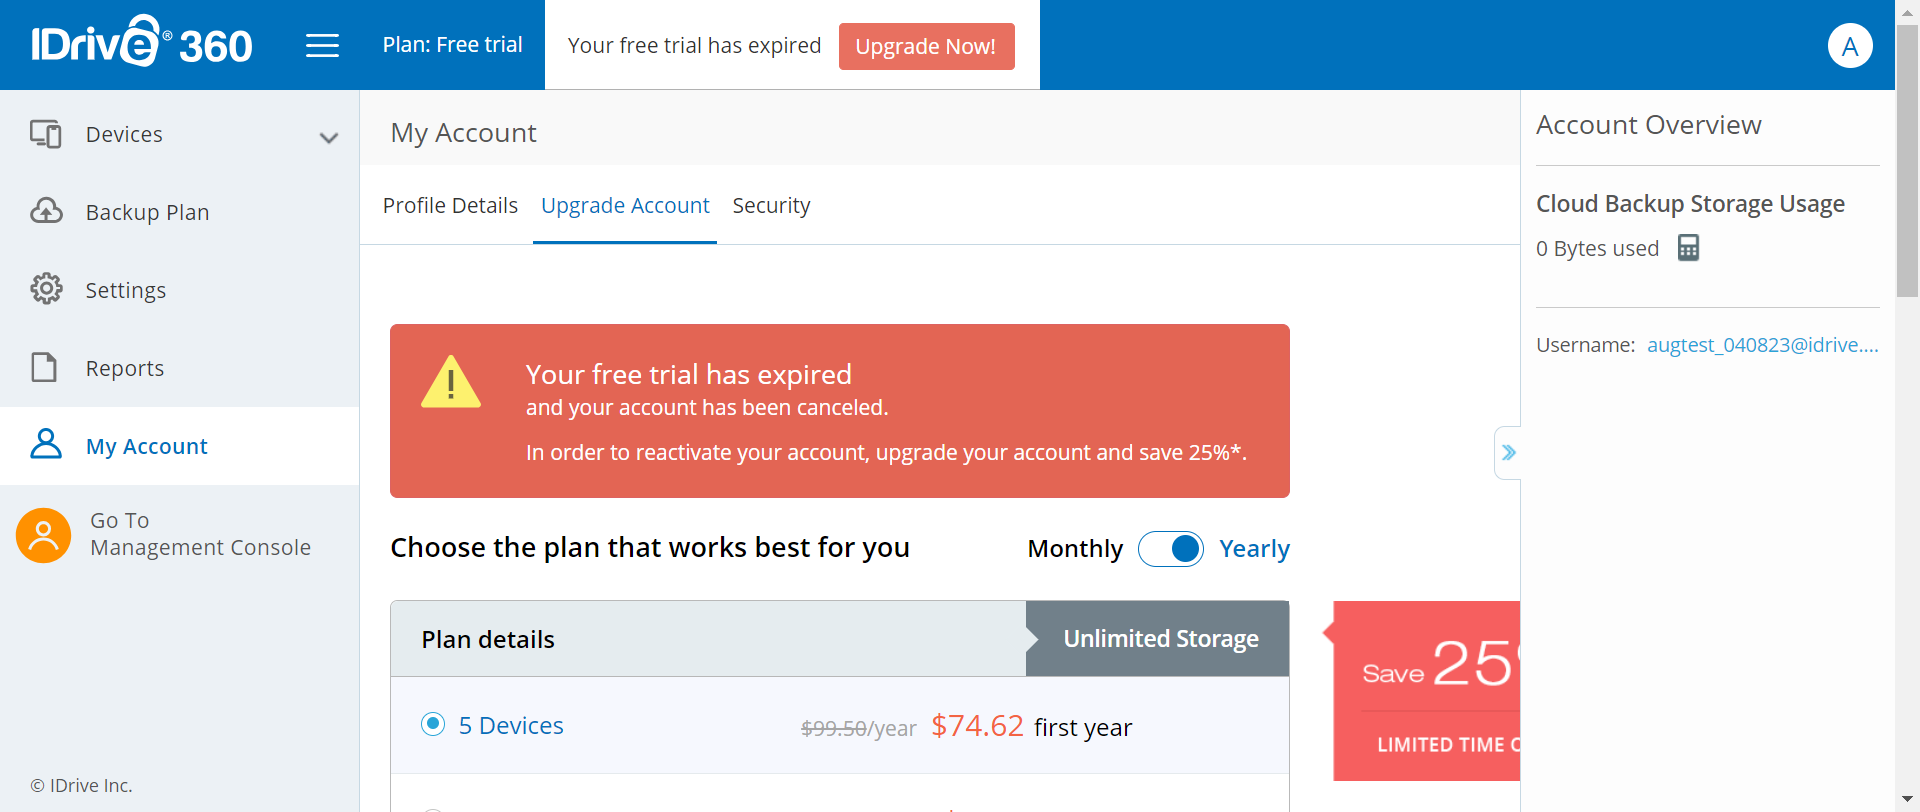 IDrive® 360
Plan: Free trial
Your free trial has expired
Upgrade Now!
A
Devices
Backup Plan
Settings
Reports
My Account
Go To
Management Console
© IDrive Inc.
My Account
Profile Details
Upgrade Account
Security
Your free trial has expired
and your account has been canceled.
In order to reactivate your account, upgrade your account and save 25%*.
Choose the plan that works best for you
Monthly
Yearly
Plan details
Unlimited Storage
5 Devices
$99.50/year $74.62 first year
Save 25
LIMITED TIME
Account Overview
Cloud Backup Storage Usage
0 Bytes used
Username: augtest_040823@idrive....